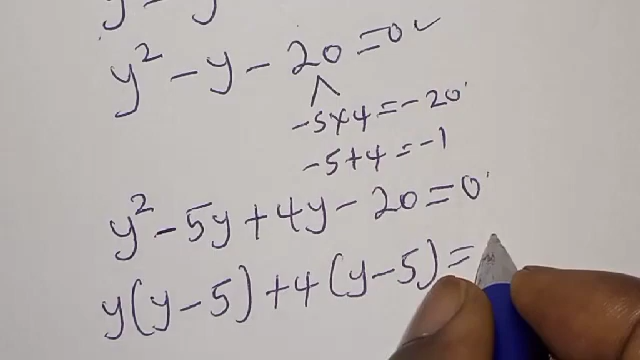 y² - y - 20 = 0 ✓
-5 × 4 = -20
-5 + 4 = -1
y² - 5y + 4y - 20 = 0
y(y - 5) + 4(y - 5) =